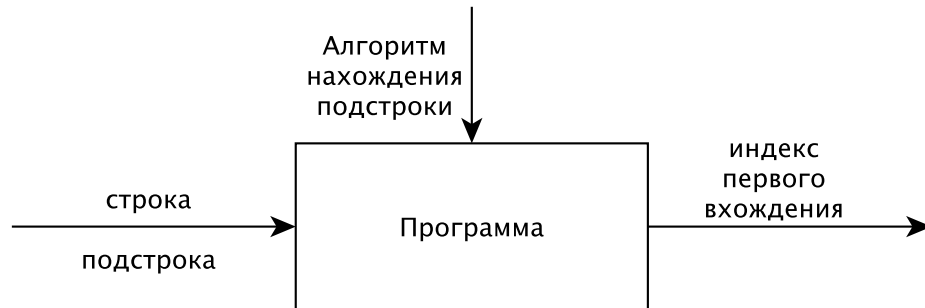 Алгоритм
нахождения
подстроки
индекс
первого
вхождения
строка
Программа
подстрока